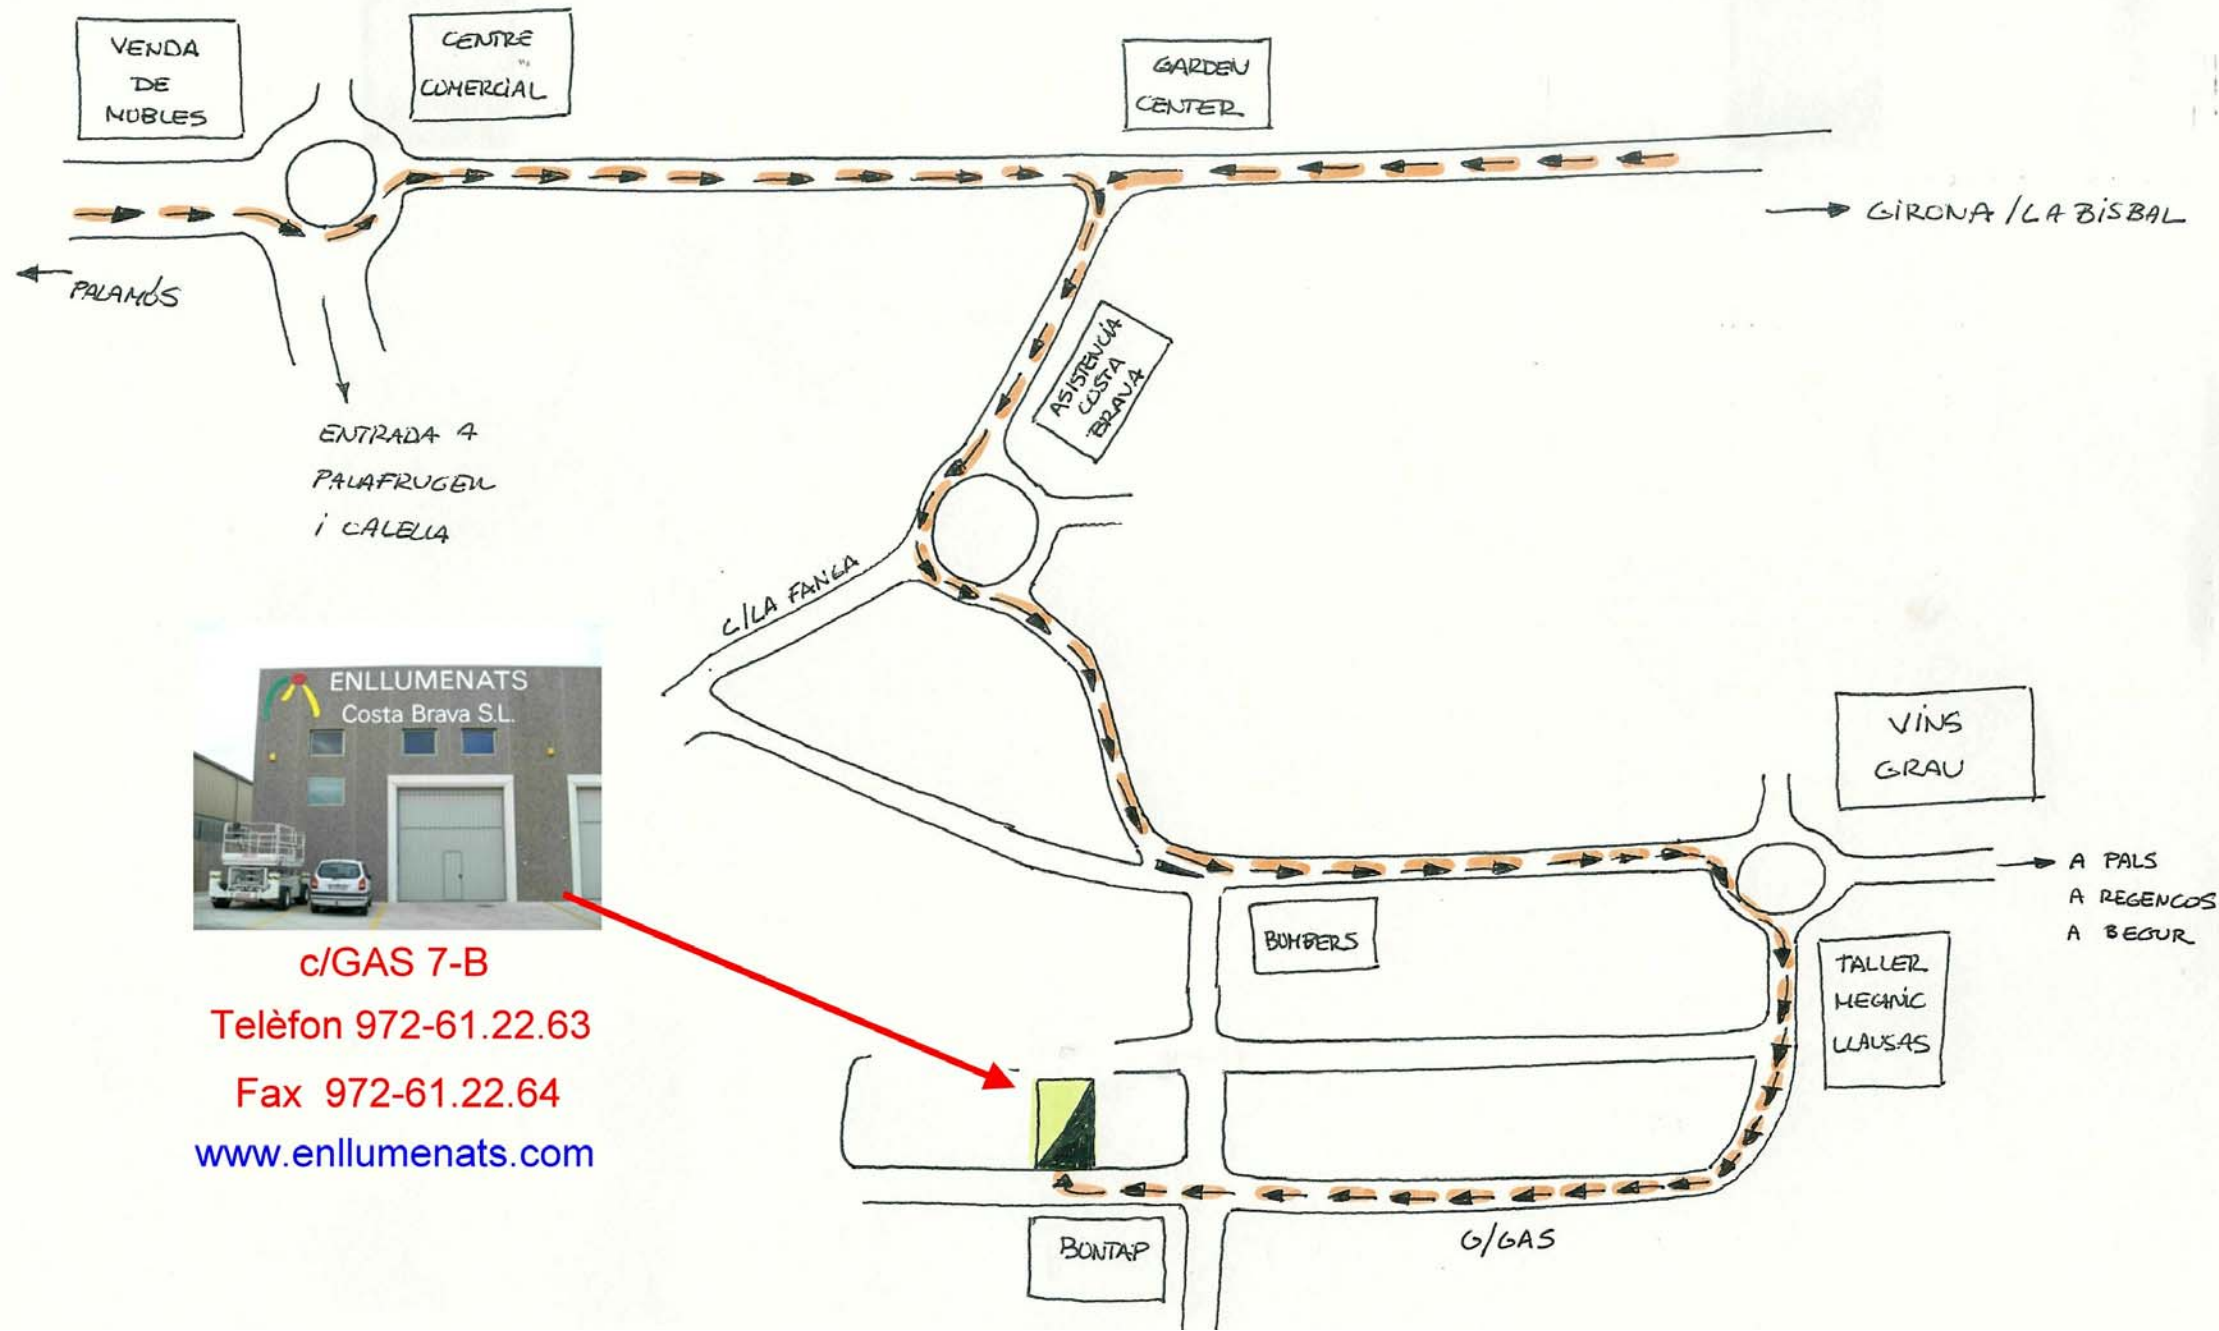 VENDA
DE
MOBLES
CENTRE
COMERCIAL
GARDEN
CENTER
GIRONA / LA BISBAL
PALAMÓS
ENTRADA A
PALAFRUGELL
i CALELLA
ASISTENCÍA
COSTA
BRAVA
C/LA FANGA
ENLLUMENATS
Costa Brava S.L.
c/GAS 7-B
Telèfon 972-61.22.63
Fax 972-61.22.64
www.enllumenats.com
VINS
GRAU
A PALS
A REGENCOS
A BEGUR
BOMBERS
TALLER
MECÀNIC
LLAUSAS
BONTAP
G/GAS